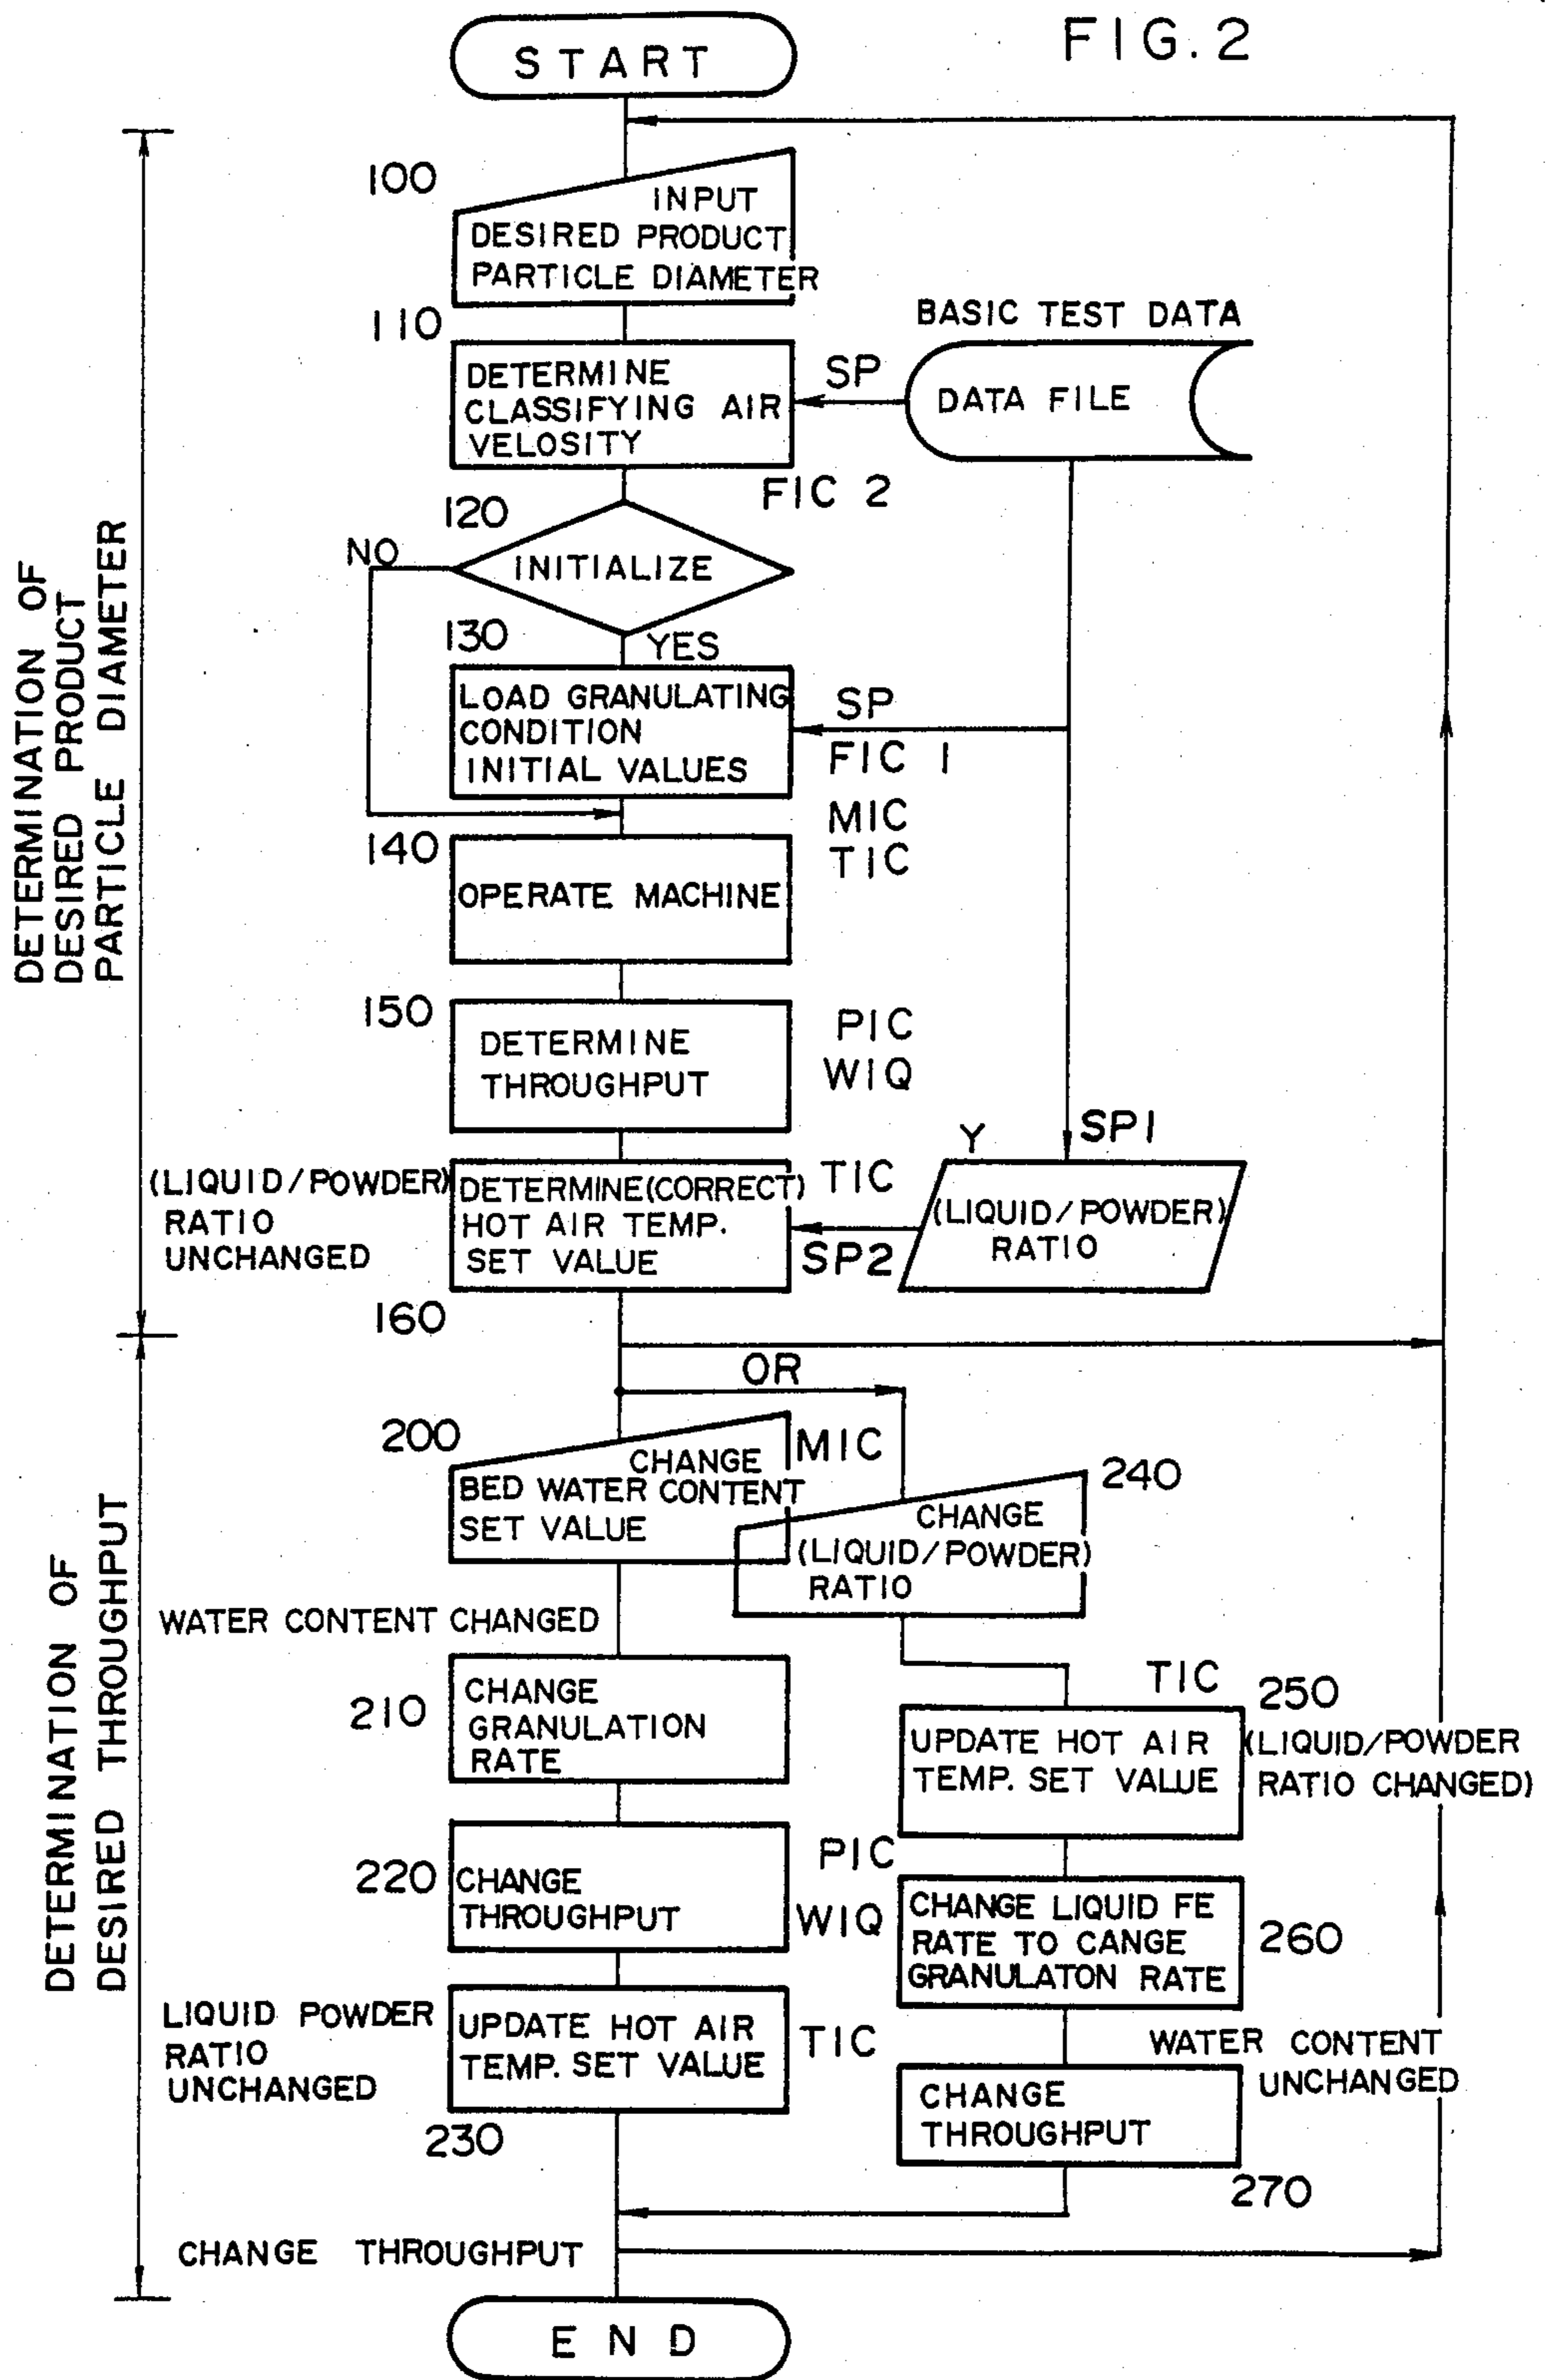 FIG.2
START
100
INPUT
DESIRED PRODUCT
PARTICLE DIAMETER
110
DETERMINE
CLASSIFYING AIR
VELOSITY
SP
BASIC TEST DATA
DATA FILE
FIC 2
120
NO
INITIALIZE
130
YES
LOAD GRANULATING
CONDITION
INITIAL VALUES
SP
FIC 1
MIC
TIC
140
OPERATE MACHINE
150
DETERMINE
THROUGHPUT
PIC
WIQ
DETERMINATION OF
DESIRED PRODUCT
PARTICLE DIAMETER
(LIQUID/POWDER)
RATIO
UNCHANGED
DETERMINE(CORRECT)
HOT AIR TEMP.
SET VALUE
TIC
SP2
Y
SP1
(LIQUID/POWDER)
RATIO
160
OR
200
CHANGE
BED WATER CONTENT
SET VALUE
MIC
240
CHANGE
(LIQUID/POWDER)
RATIO
WATER CONTENT CHANGED
210
CHANGE
GRANULATION
RATE
TIC
250
UPDATE HOT AIR
TEMP. SET VALUE
(LIQUID/POWDER
RATIO CHANGED)
220
CHANGE
THROUGHPUT
PIC
WIQ
CHANGE LIQUID FE
RATE TO CANGE
GRANULATON RATE
260
DETERMINATION OF
DESIRED THROUGHPUT
LIQUID POWDER
RATIO
UNCHANGED
UPDATE HOT AIR
TEMP. SET VALUE
TIC
230
WATER CONTENT
UNCHANGED
CHANGE
THROUGHPUT
270
CHANGE THROUGHPUT
END